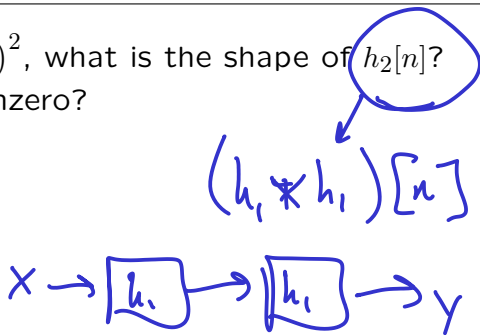 )², what is the shape of h₂[n]?
nzero?
(h₁ * h₁)[n]
X → h₁ → h₁ → Y